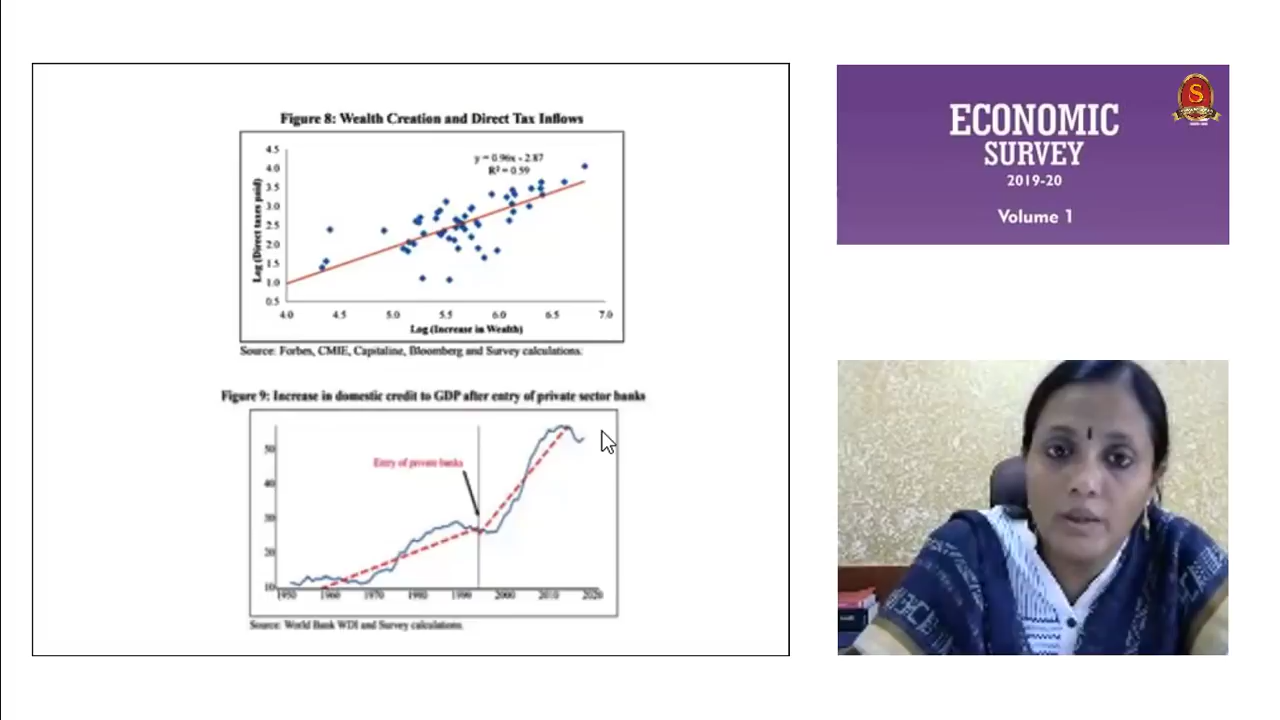 Figure 8: Wealth Creation and Direct Tax Inflows
4.5
4.0
3.5
3.0
2.5
2.0
1.5
1.0
0.5
Log (Direct taxes paid)
y = 0.96x - 2.87
R² = 0.59
4.0 4.5 5.0 5.5 6.0 6.5 7.0
Log (Increase in Wealth)
Source: Forbes, CMIE, Capitaline, Bloomberg and Survey calculations.
Figure 9: Increase in domestic credit to GDP after entry of private sector banks
50
40
30
20
10
Entry of private banks
1950 1960 1970 1980 1990 2000 2010 2020
Source: World Bank WDI and Survey calculations.
S
ECONOMIC
SURVEY
2019-20
Volume 1